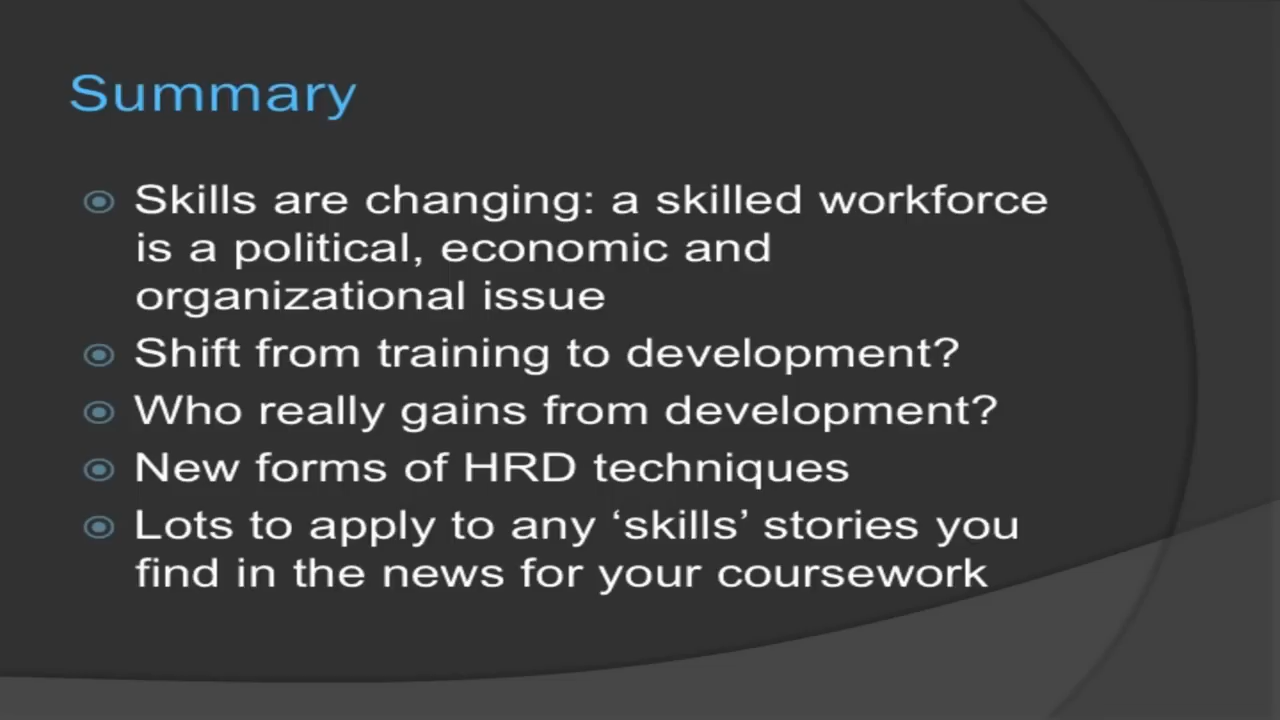 Summary
Skills are changing: a skilled workforce
is a political, economic and
organizational issue
Shift from training to development?
Who really gains from development?
New forms of HRD techniques
Lots to apply to any ‘skills’ stories you
find in the news for your coursework